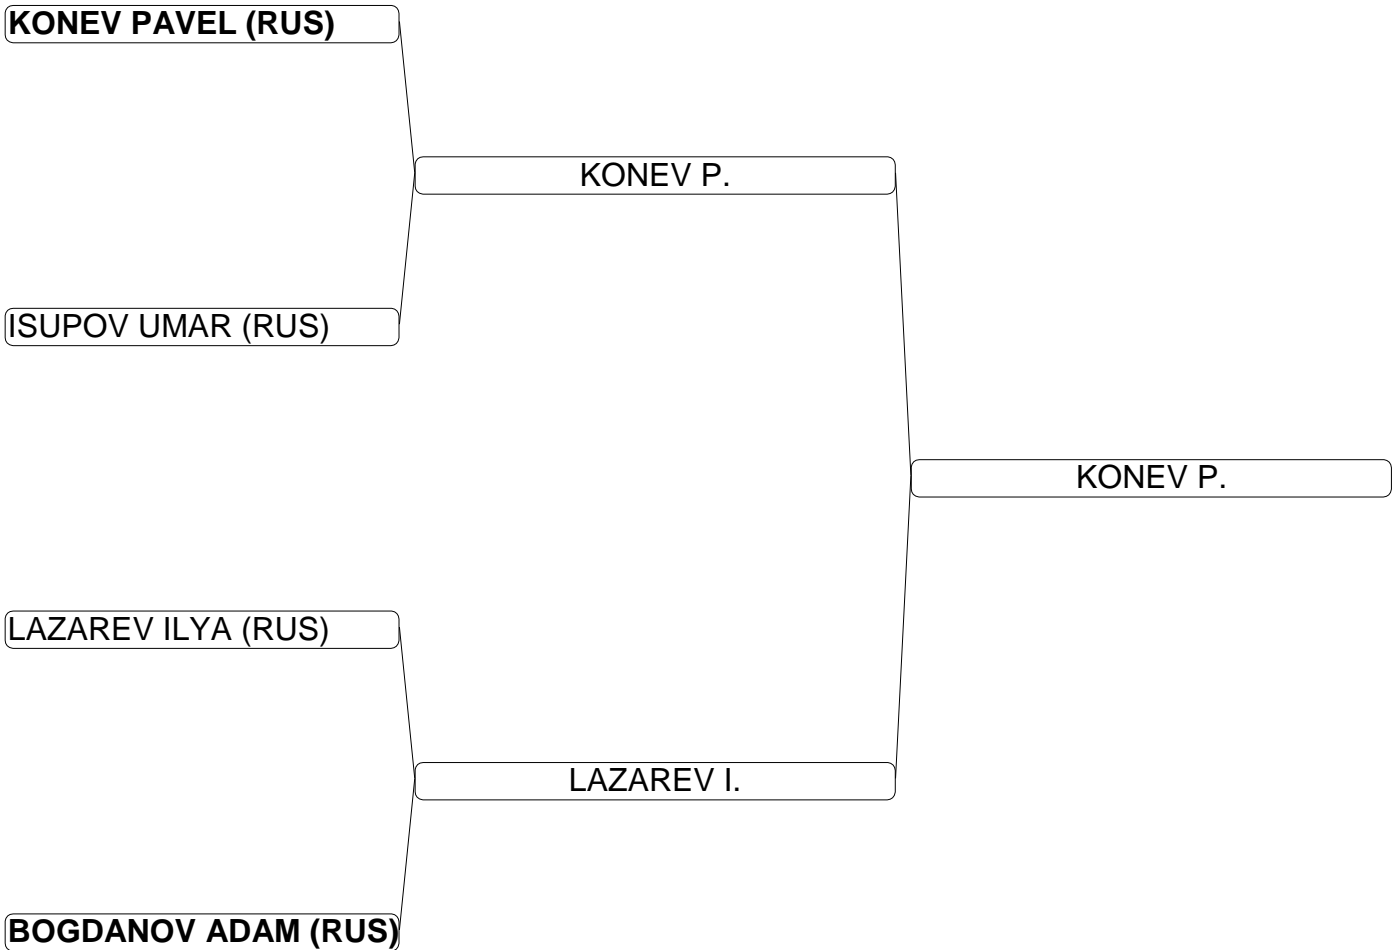 KONEV PAVEL (RUS)
KONEV P.
ISUPOV UMAR (RUS)
KONEV P.
LAZAREV ILYA (RUS)
LAZAREV I.
BOGDANOV ADAM (RUS)